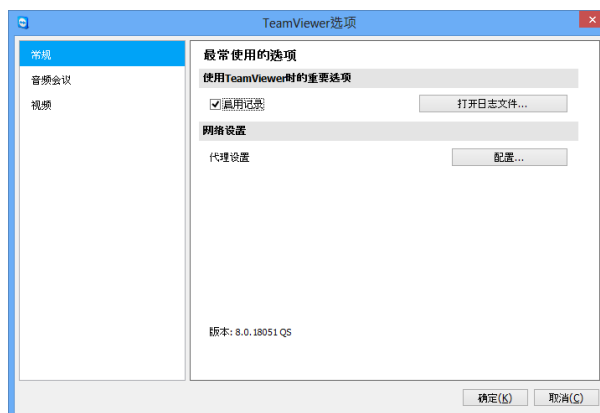 TeamViewer选项
常规
音频会议
视频
最常使用的选项
使用TeamViewer时的重要选项
启用记录
打开日志文件...
网络设置
代理设置
配置...
版本: 8.0.18051 QS
确定(K)
取消(C)